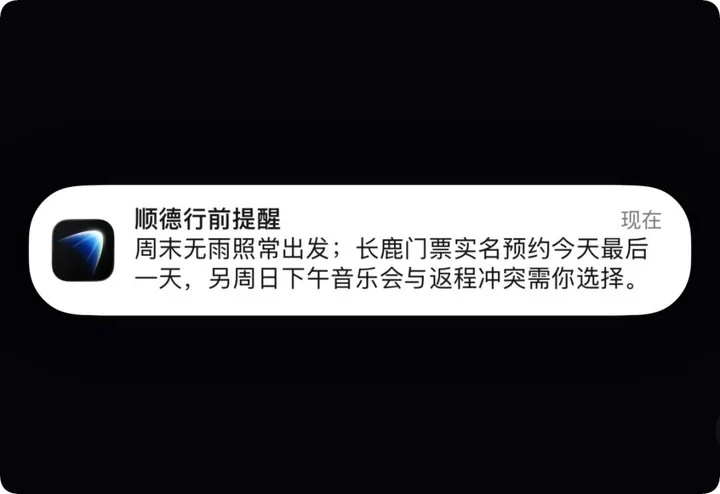 顺德行前提醒
现在
周末无雨照常出发；长鹿门票实名预约今天最后
一天，另周日下午音乐会与返程冲突需你选择。